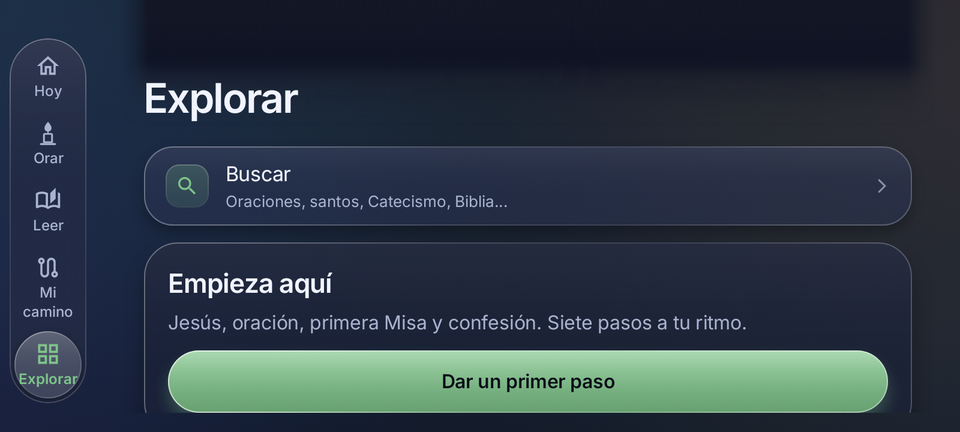 Hoy
Orar
Leer
Mi
camino
Explorar
Explorar
Buscar
Oraciones, santos, Catecismo, Biblia...
Empieza aquí
Jesús, oración, primera Misa y confesión. Siete pasos a tu ritmo.
Dar un primer paso